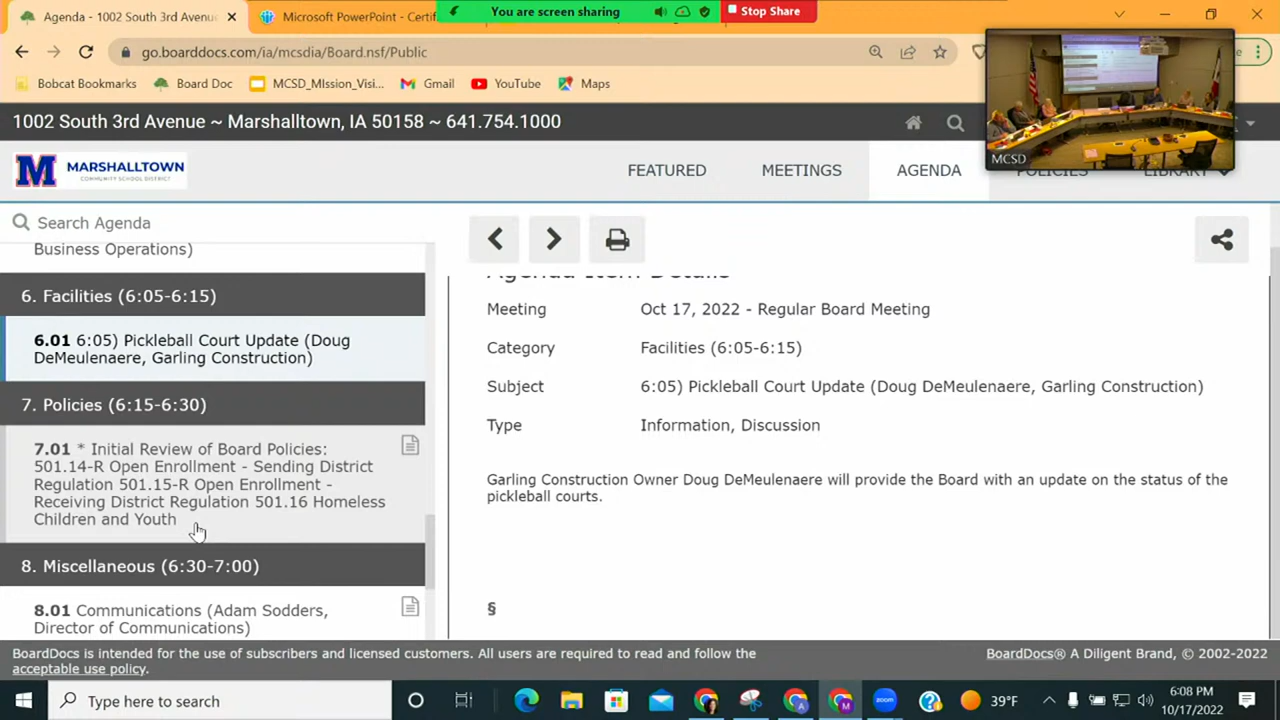 Agenda - 1002 South 3rd Avenu
Microsoft PowerPoint - Certif
You are screen sharing
Stop Share
go.boarddocs.com/ia/mcsdia/Board.nsf/Public
Bobcat Bookmarks
Board Doc
MCSD_MIssion_Visi...
Gmail
YouTube
Maps
1002 South 3rd Avenue ~ Marshalltown, IA 50158 ~ 641.754.1000
MCSD
M MARSHALLTOWN
COMMUNITY SCHOOL DISTRICT
FEATURED
MEETINGS
AGENDA
POLICIES
LIBRARY
Search Agenda
Business Operations)
6. Facilities (6:05-6:15)
6.01 6:05) Pickleball Court Update (Doug
DeMeulenaere, Garling Construction)
7. Policies (6:15-6:30)
7.01 * Initial Review of Board Policies:
501.14-R Open Enrollment - Sending District
Regulation 501.15-R Open Enrollment -
Receiving District Regulation 501.16 Homeless
Children and Youth
8. Miscellaneous (6:30-7:00)
8.01 Communications (Adam Sodders,
Director of Communications)
Agenda Item Details
Meeting Oct 17, 2022 - Regular Board Meeting
Category Facilities (6:05-6:15)
Subject 6:05) Pickleball Court Update (Doug DeMeulenaere, Garling Construction)
Type Information, Discussion
Garling Construction Owner Doug DeMeulenaere will provide the Board with an update on the status of the
pickleball courts.
§
BoardDocs is intended for the use of subscribers and licensed customers. All users are required to read and follow the
acceptable use policy.
BoardDocs® A Diligent Brand, © 2002-2022
Type here to search
39°F
6:08 PM
10/17/2022